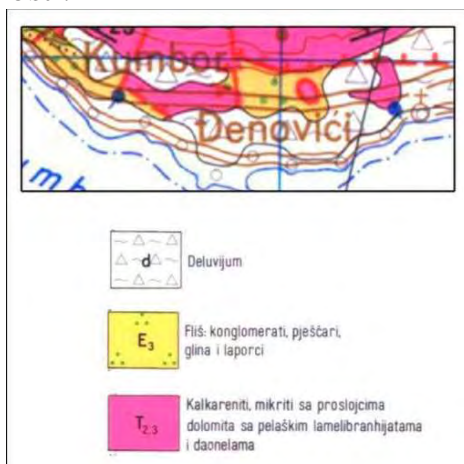 Kumbor
Đenovići
d Deluvijum
E3 Fliš: konglomerati, pješčari,
glina i laporci
T2,3 Kalkareniti, mikriti sa proslojcima
dolomita sa pelaškim lamelibranhijatama
i daonelama